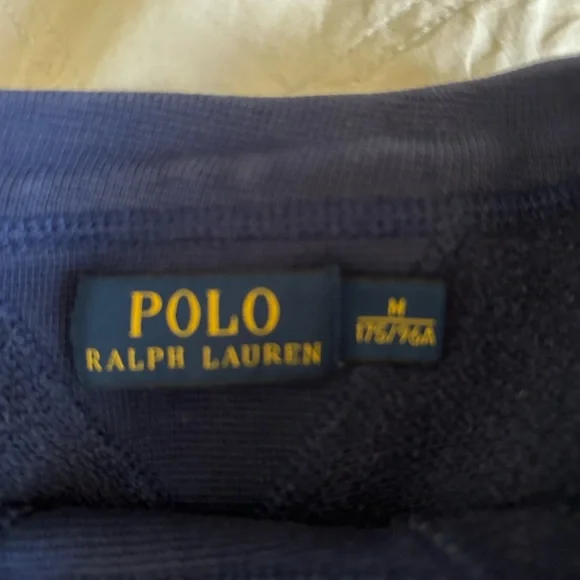 POLO
RALPH LAUREN
M
175/96A